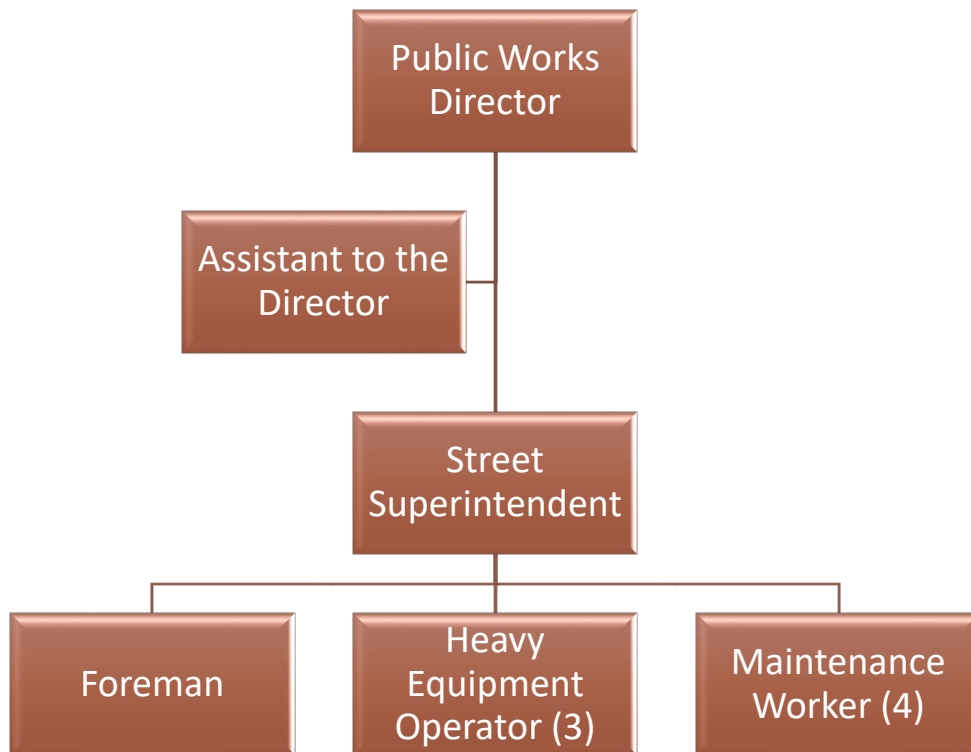 Public Works
Director
Assistant to the
Director
Street
Superintendent
Foreman
Heavy
Equipment
Operator (3)
Maintenance
Worker (4)